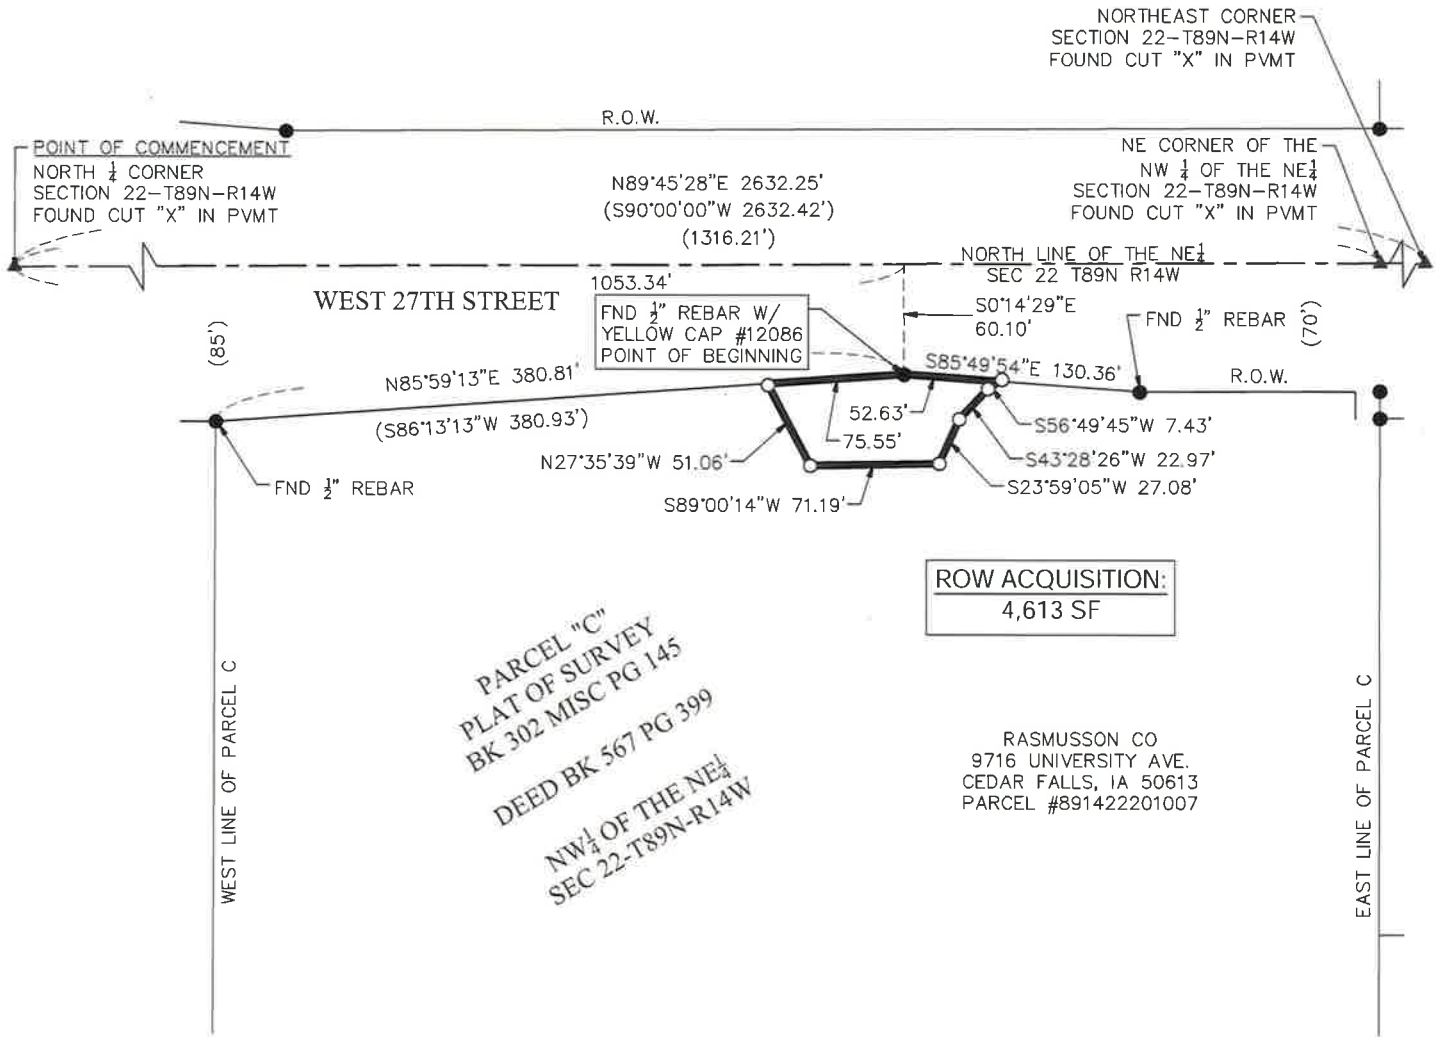 NORTHEAST CORNER
SECTION 22-T89N-R14W
FOUND CUT "X" IN PVMT
R.O.W.
POINT OF COMMENCEMENT
NORTH 1/4 CORNER
SECTION 22-T89N-R14W
FOUND CUT "X" IN PVMT
N89°45'28"E 2632.25'
(S90°00'00"W 2632.42')
(1316.21')
NE CORNER OF THE
NW 1/4 OF THE NE1/4
SECTION 22-T89N-R14W
FOUND CUT "X" IN PVMT
NORTH LINE OF THE NE1/4
SEC 22 T89N R14W
1053.34'
WEST 27TH STREET
FND 1/2" REBAR W/
YELLOW CAP #12086
POINT OF BEGINNING
S0°14'29"E
60.10'
FND 1/2" REBAR
(70')
(85')
N85°59'13"E 380.81'
(S86°13'13"W 380.93')
S85°49'54"E 130.36'
R.O.W.
52.63'
75.55'
S56°49'45"W 7.43'
S43°28'26"W 22.97'
S23°59'05"W 27.08'
N27°35'39"W 51.06'
S89°00'14"W 71.19'
FND 1/2" REBAR
ROW ACQUISITION:
4,613 SF
PARCEL "C"
PLAT OF SURVEY
BK 302 MISC PG 145
DEED BK 567 PG 399
NW1/4 OF THE NE1/4
SEC 22-T89N-R14W
RASMUSSON CO
9716 UNIVERSITY AVE.
CEDAR FALLS, IA 50613
PARCEL #891422201007
WEST LINE OF PARCEL C
EAST LINE OF PARCEL C